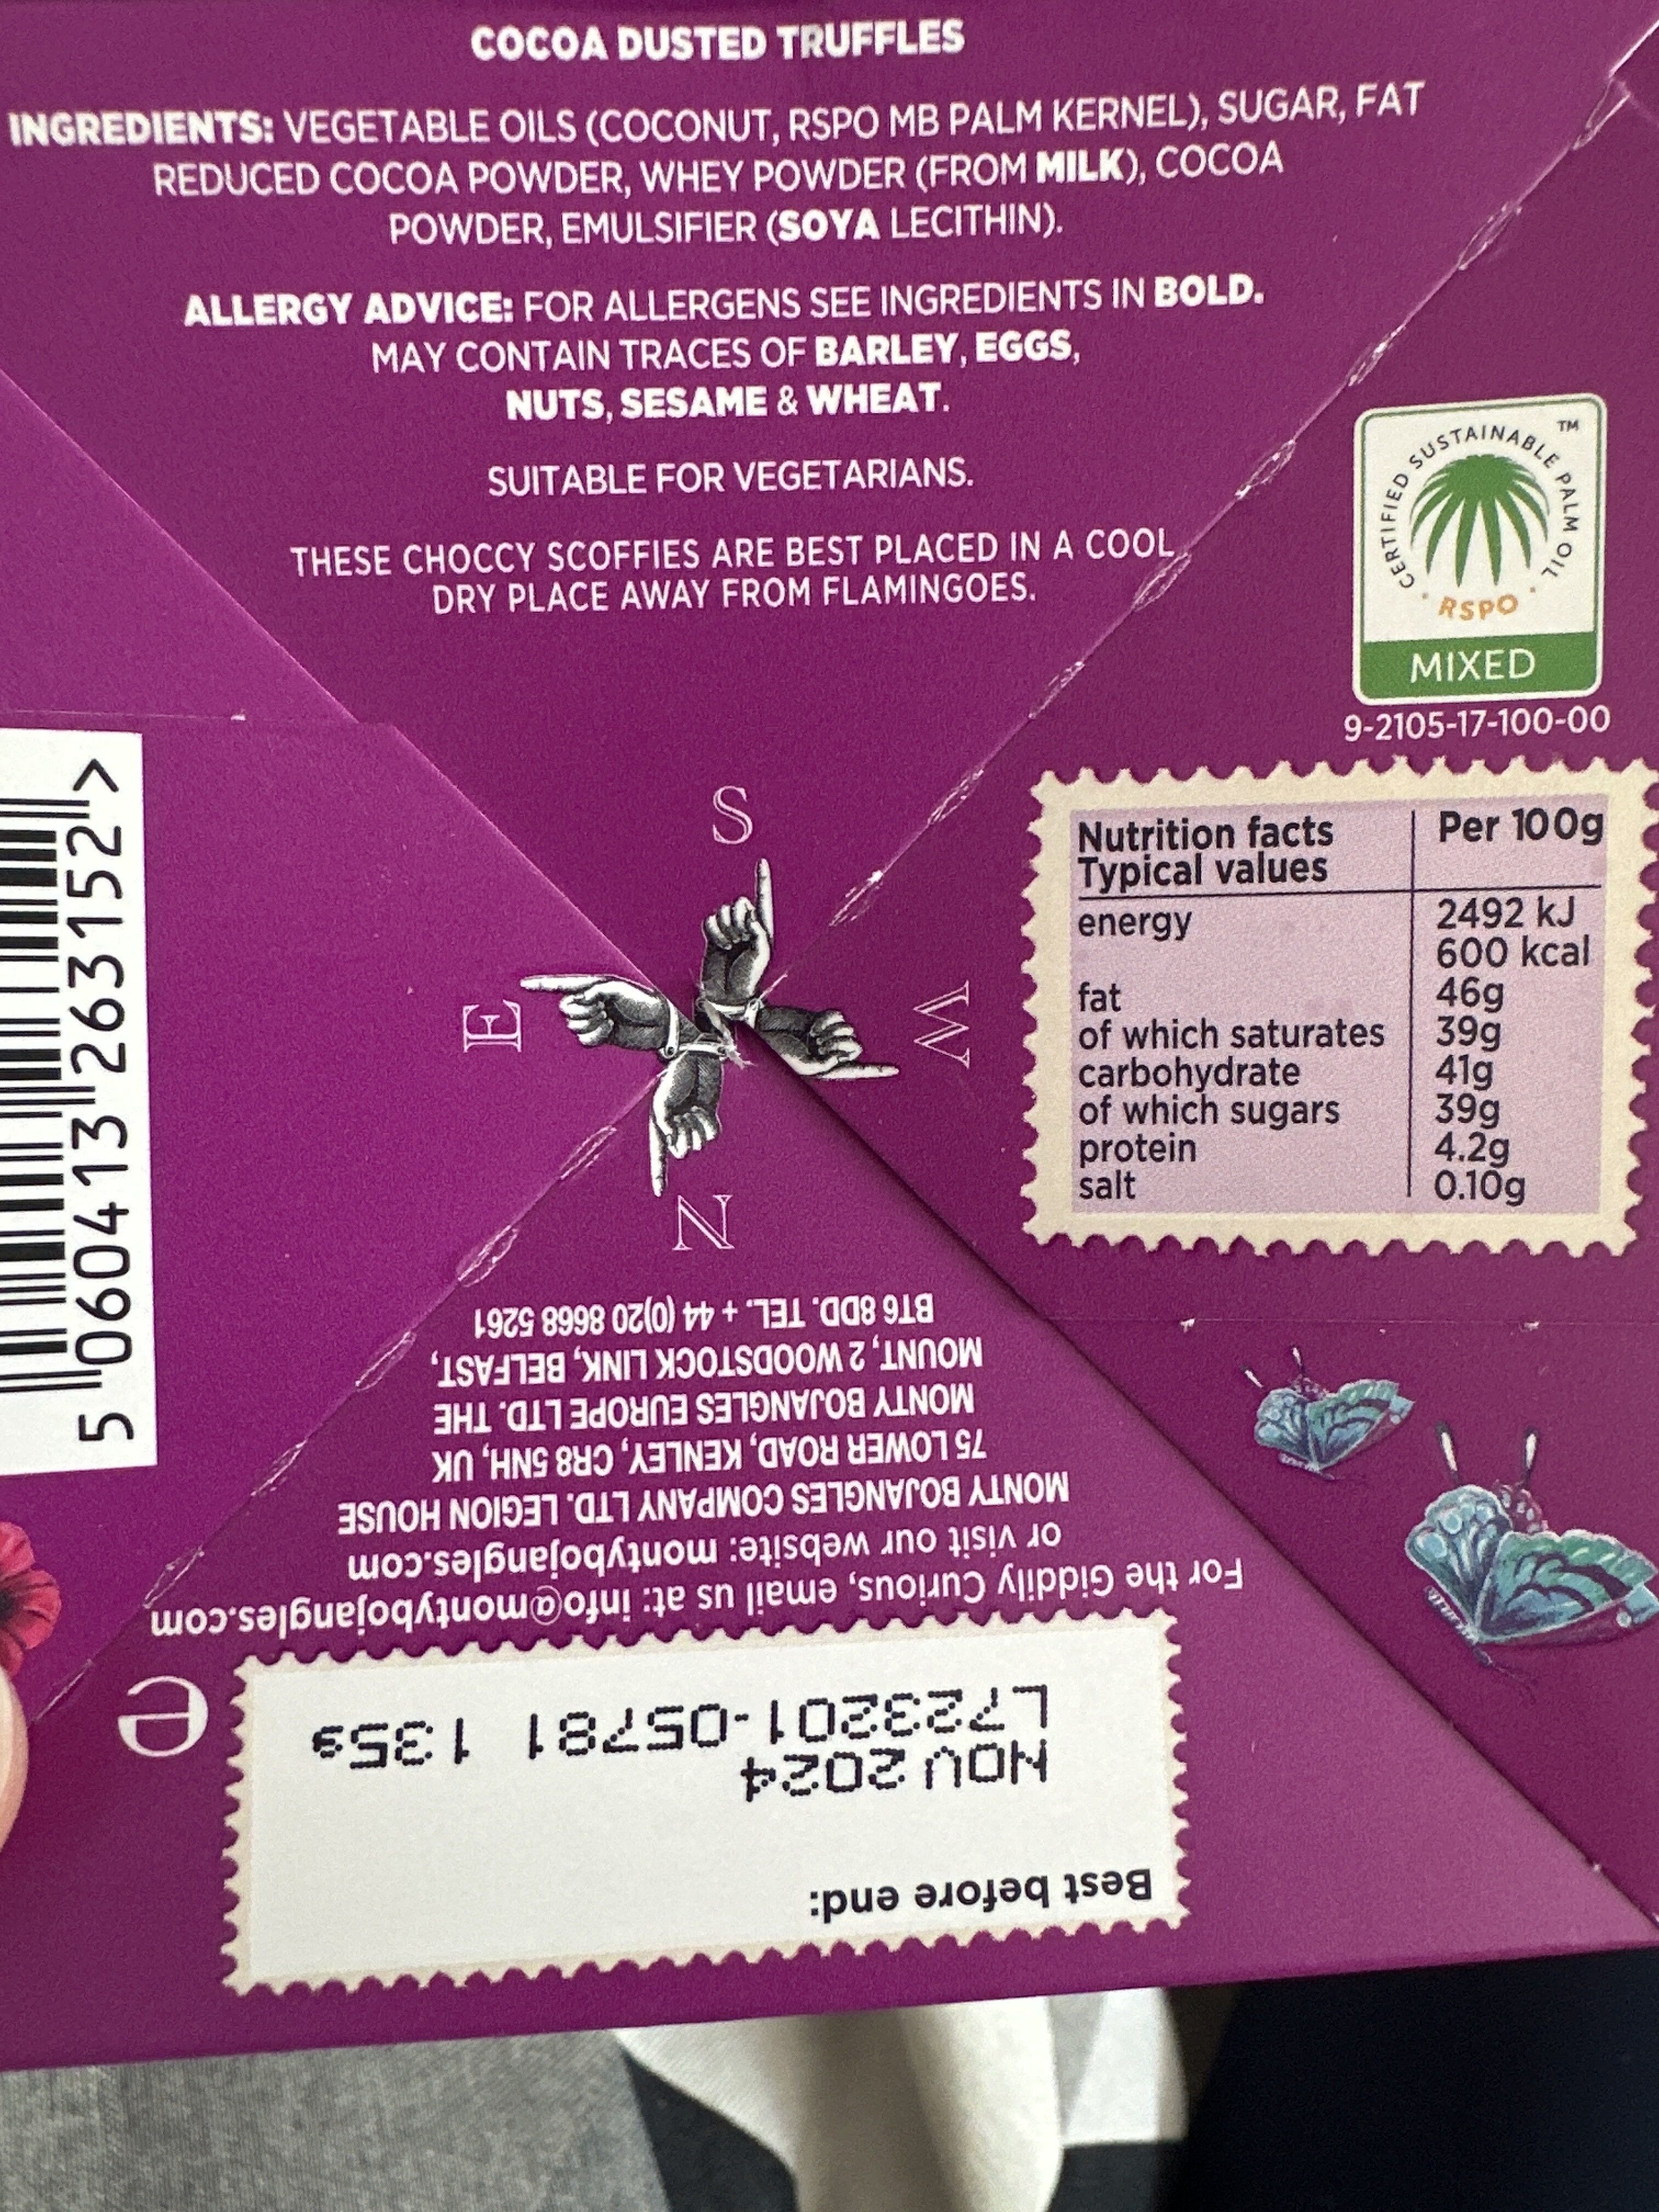 COCOA DUSTED TRUFFLES
INGREDIENTS: VEGETABLE OILS (COCONUT, RSPO MB PALM KERNEL), SUGAR, FAT
REDUCED COCOA POWDER, WHEY POWDER (FROM MILK), COCOA
POWDER, EMULSIFIER (SOYA LECITHIN).
ALLERGY ADVICE: FOR ALLERGENS SEE INGREDIENTS IN BOLD.
MAY CONTAIN TRACES OF BARLEY, EGGS,
NUTS, SESAME & WHEAT.
SUITABLE FOR VEGETARIANS.
THESE CHOCCY SCOFFIES ARE BEST PLACED IN A COOL
DRY PLACE AWAY FROM FLAMINGOES.
CERTIFIED SUSTAINABLE PALM OIL
TM
RSPO
MIXED
9-2105-17-100-00
Nutrition facts Per 100g
Typical values
energy 2492 kJ
600 kcal
fat 46g
of which saturates 39g
carbohydrate 41g
of which sugars 39g
protein 4.2g
salt 0.10g
S
E
W
N
5 060413 263152 >
Best before end:
NOV 2024
L723201-05781 135a
e
For the Giddily Curious, email us at: info@montybojangles.com
or visit our website: montybojangles.com
MONTY BOJANGLES COMPANY LTD. LEGION HOUSE
75 LOWER ROAD, KENLEY, CR8 5NH, UK
MONTY BOJANGLES EUROPE LTD. THE
MOUNT, 2 WOODSTOCK LINK, BELFAST,
BT6 8DD. TEL. + 44 (0)20 8668 5261